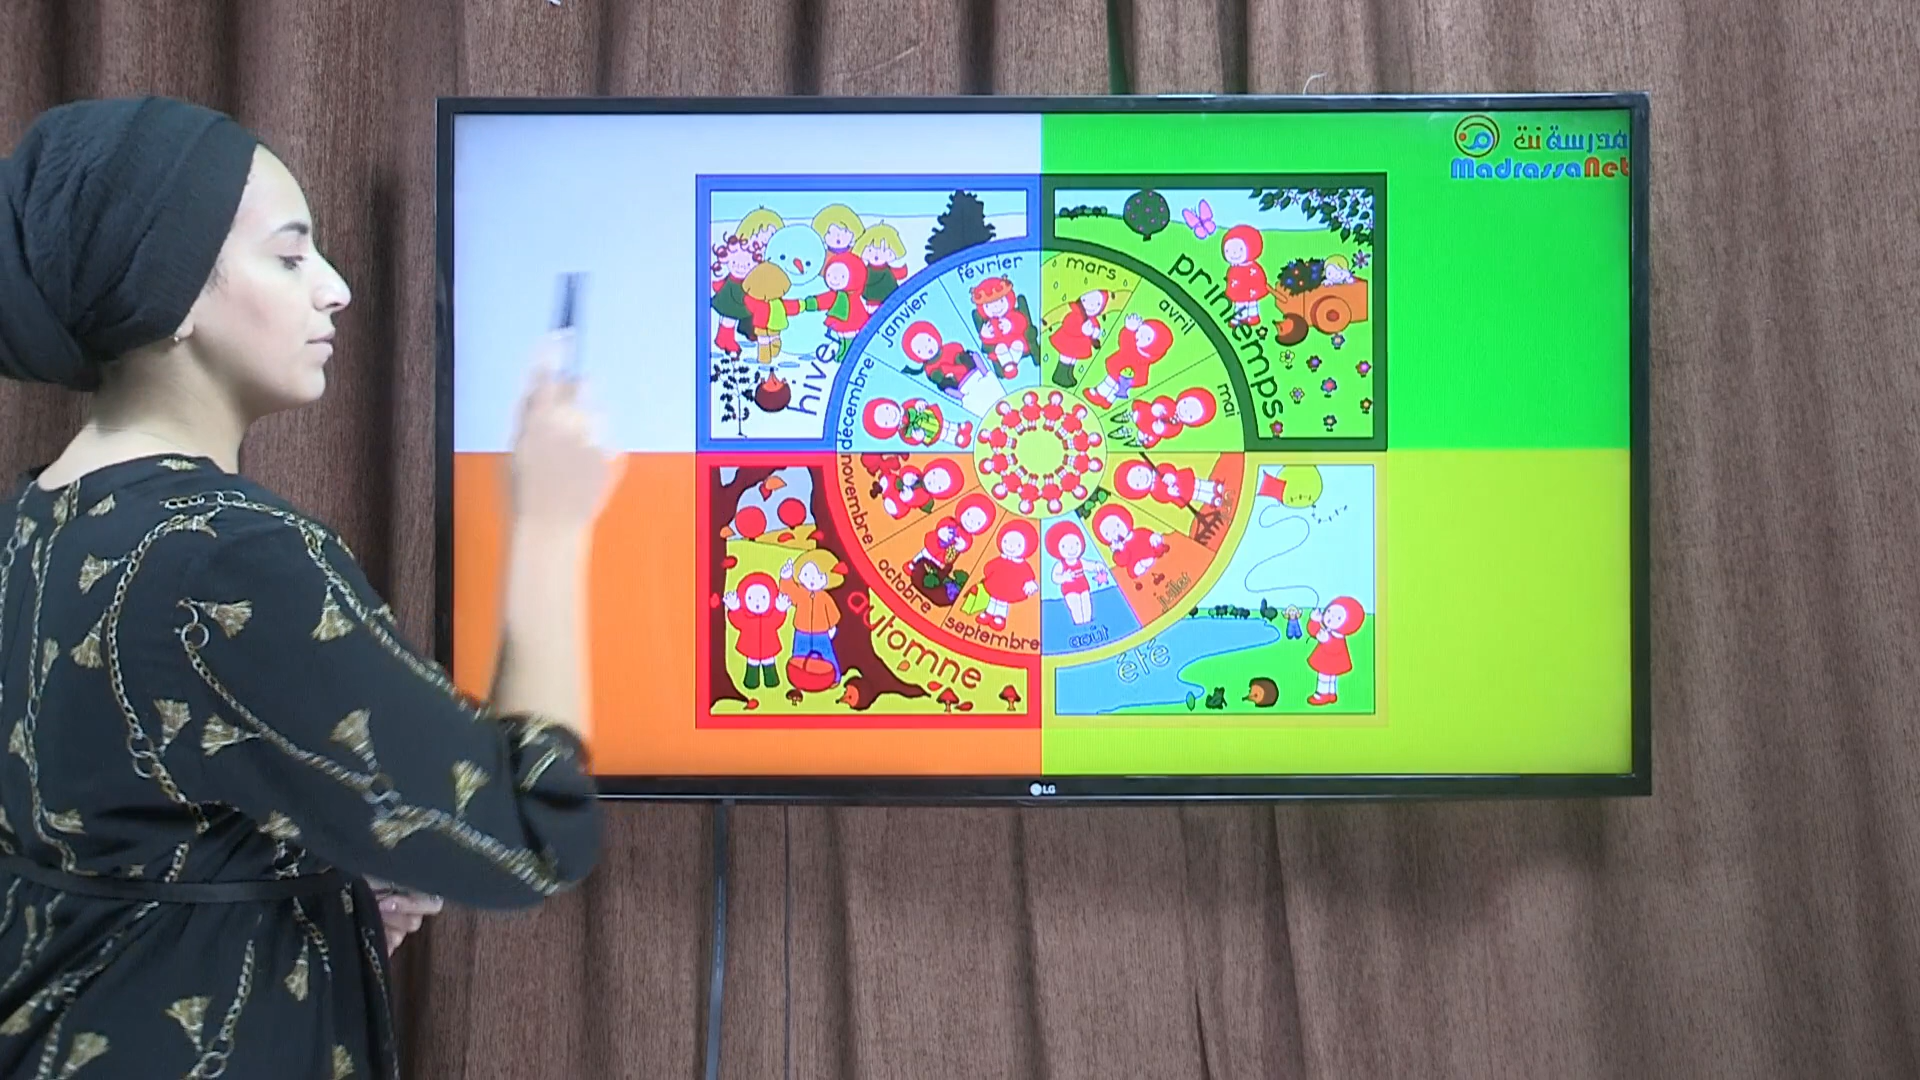 مدرسة نت
MadrassaNet
hiver
printemps
janvier
février
mars
avril
mai
décembre
novembre
octobre
septembre
août
juillet
automne
été
LG